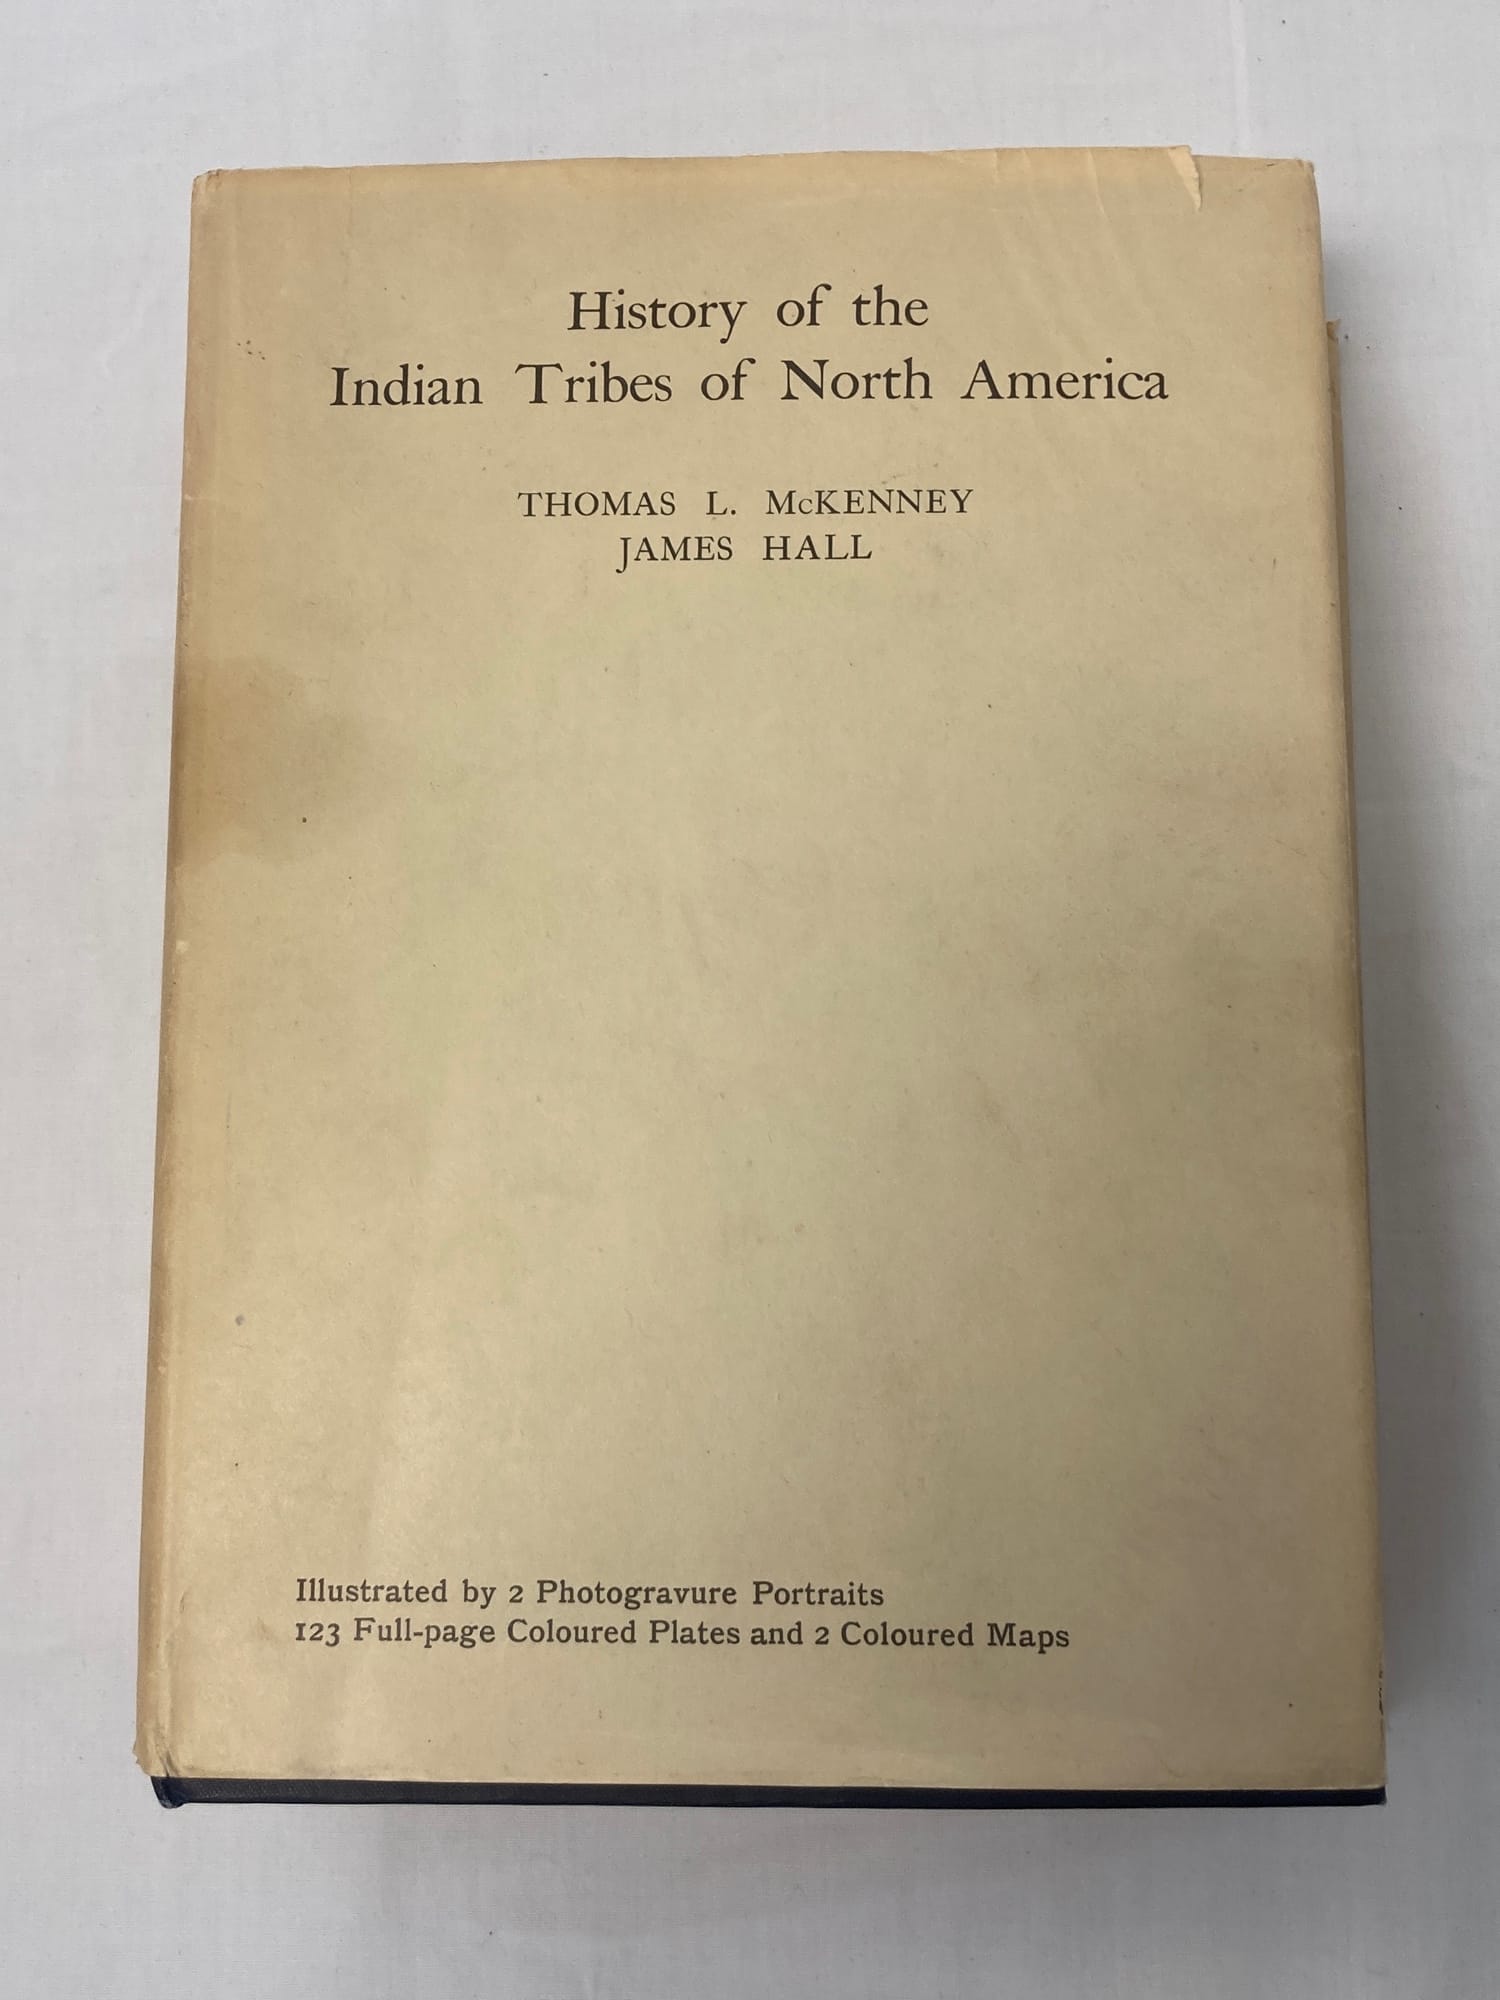 History of the
Indian Tribes of North America
THOMAS L. McKENNEY
JAMES HALL
Illustrated by 2 Photogravure Portraits
123 Full-page Coloured Plates and 2 Coloured Maps